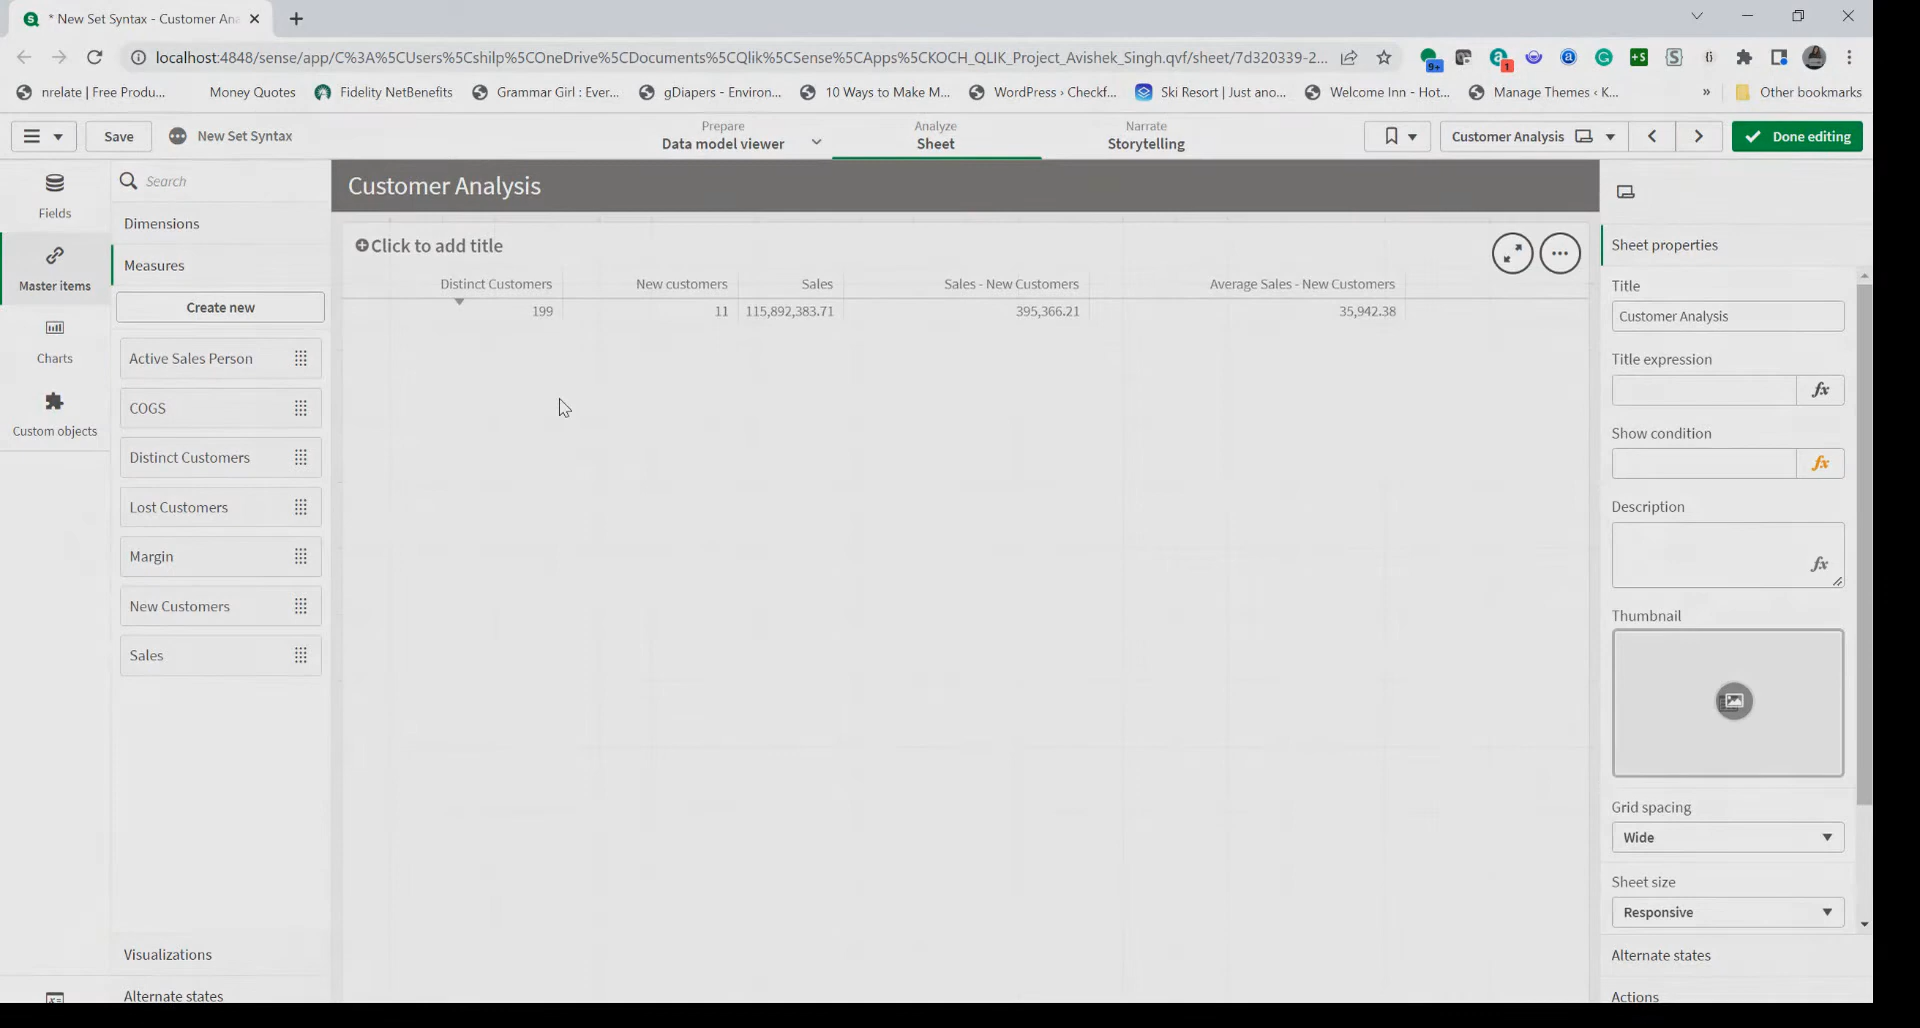 * New Set Syntax - Customer Ana
localhost:4848/sense/app/C%3A%5CUsers%5Cshilp%5COneDrive%5CDocuments%5CQlik%5CSense%5CApps%5CKOCH_QLIK_Project_Avishek_Singh.qvf/sheet/7d320339-2...
9+
1
+S
nrelate | Free Produ...
Money Quotes
Fidelity NetBenefits
Grammar Girl : Ever...
gDiapers - Environ...
10 Ways to Make M...
WordPress › Checkf...
Ski Resort | Just ano...
Welcome Inn - Hot...
Manage Themes ‹ K...
»
Other bookmarks
Save
New Set Syntax
Prepare
Data model viewer
Analyze
Sheet
Narrate
Storytelling
Customer Analysis
Done editing
Fields
Master items
Charts
Custom objects
Search
Dimensions
Measures
Create new
Active Sales Person
COGS
Distinct Customers
Lost Customers
Margin
New Customers
Sales
Visualizations
Alternate states
Customer Analysis
Click to add title
Distinct Customers New customers Sales Sales - New Customers Average Sales - New Customers
199 11 115,892,383.71 395,366.21 35,942.38
Sheet properties
Title
Customer Analysis
Title expression
fx
Show condition
fx
Description
fx
Thumbnail
Grid spacing
Wide
Sheet size
Responsive
Alternate states
Actions